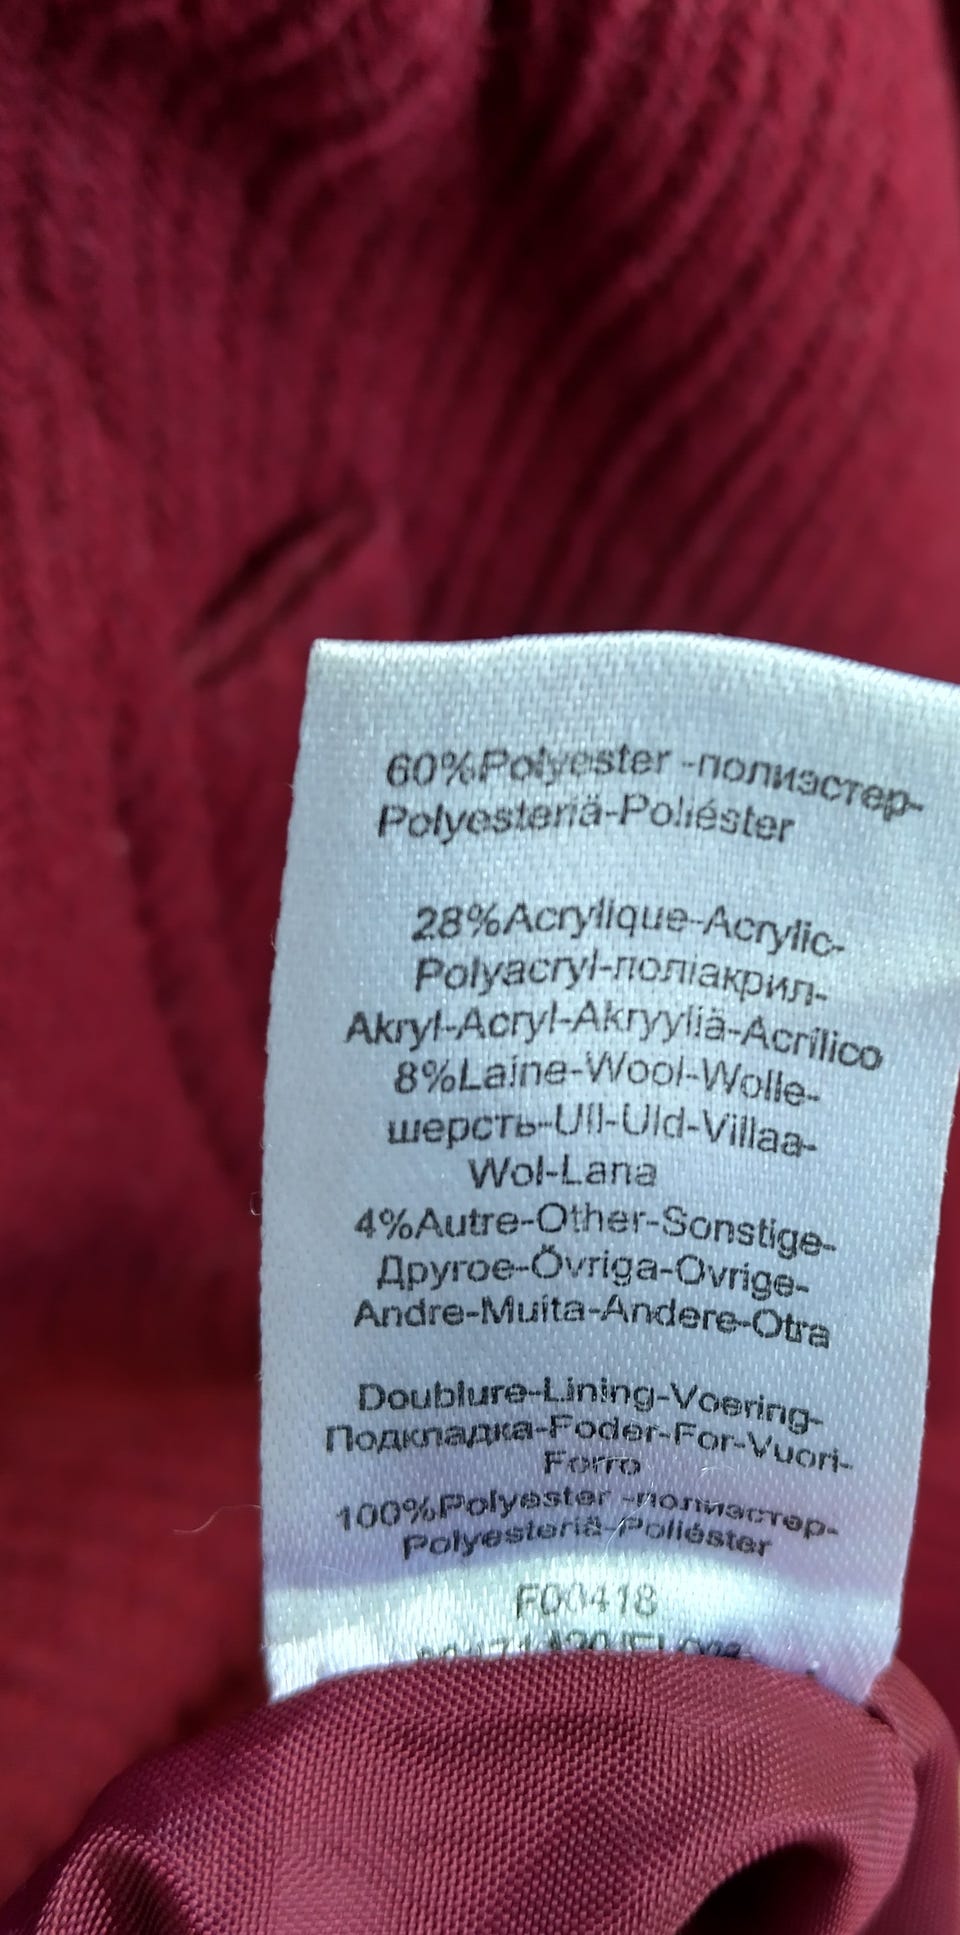 60%Polyester -полиэстер-
Polyesteriä-Poliéster
28%Acrylique-Acrylic-
Polyacryl-поліакрил-
Akryl-Acryl-Akryyliä-Acrílico
8%Laine-Wool-Wolle-
шерсть-Ull-Uld-Villaa-
Wol-Lana
4%Autre-Other-Sonstige-
Другое-Övriga-Ovrige-
Andre-Muita-Andere-Otra
Doublure-Lining-Voering-
Подкладка-Foder-For-Vuori-
Forro
100%Polyester -полиэстер-
Polyesteriä-Poliéster
F00418